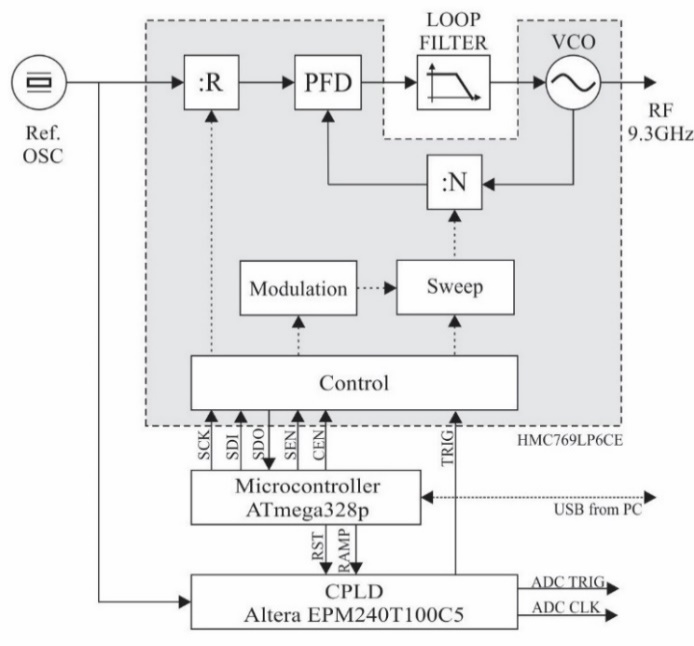 LOOP
FILTER
VCO
:R
PFD
Ref.
OSC
RF
9.3GHz
:N
Modulation
Sweep
Control
HMC769LP6CE
SCK
SDI
SDO
SEN
CEN
TRIG
Microcontroller
ATmega328p
USB from PC
RST
RAMP
CPLD
Altera EPM240T100C5
ADC TRIG
ADC CLK